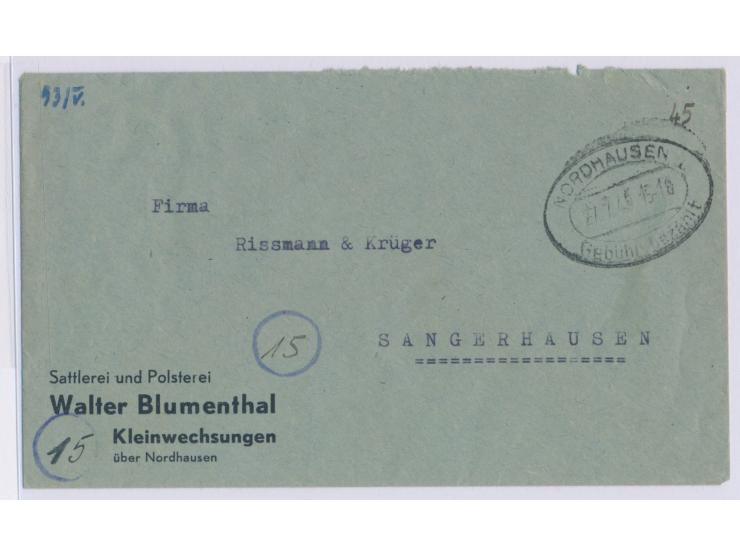 93/V.
45
NORDHAUSEN
Gebühr bezahlt
Firma
Rissmann & Krüger
15
SANGERHAUSEN
Sattlerei und Polsterei
Walter Blumenthal
15
Kleinwechsungen
über Nordhausen